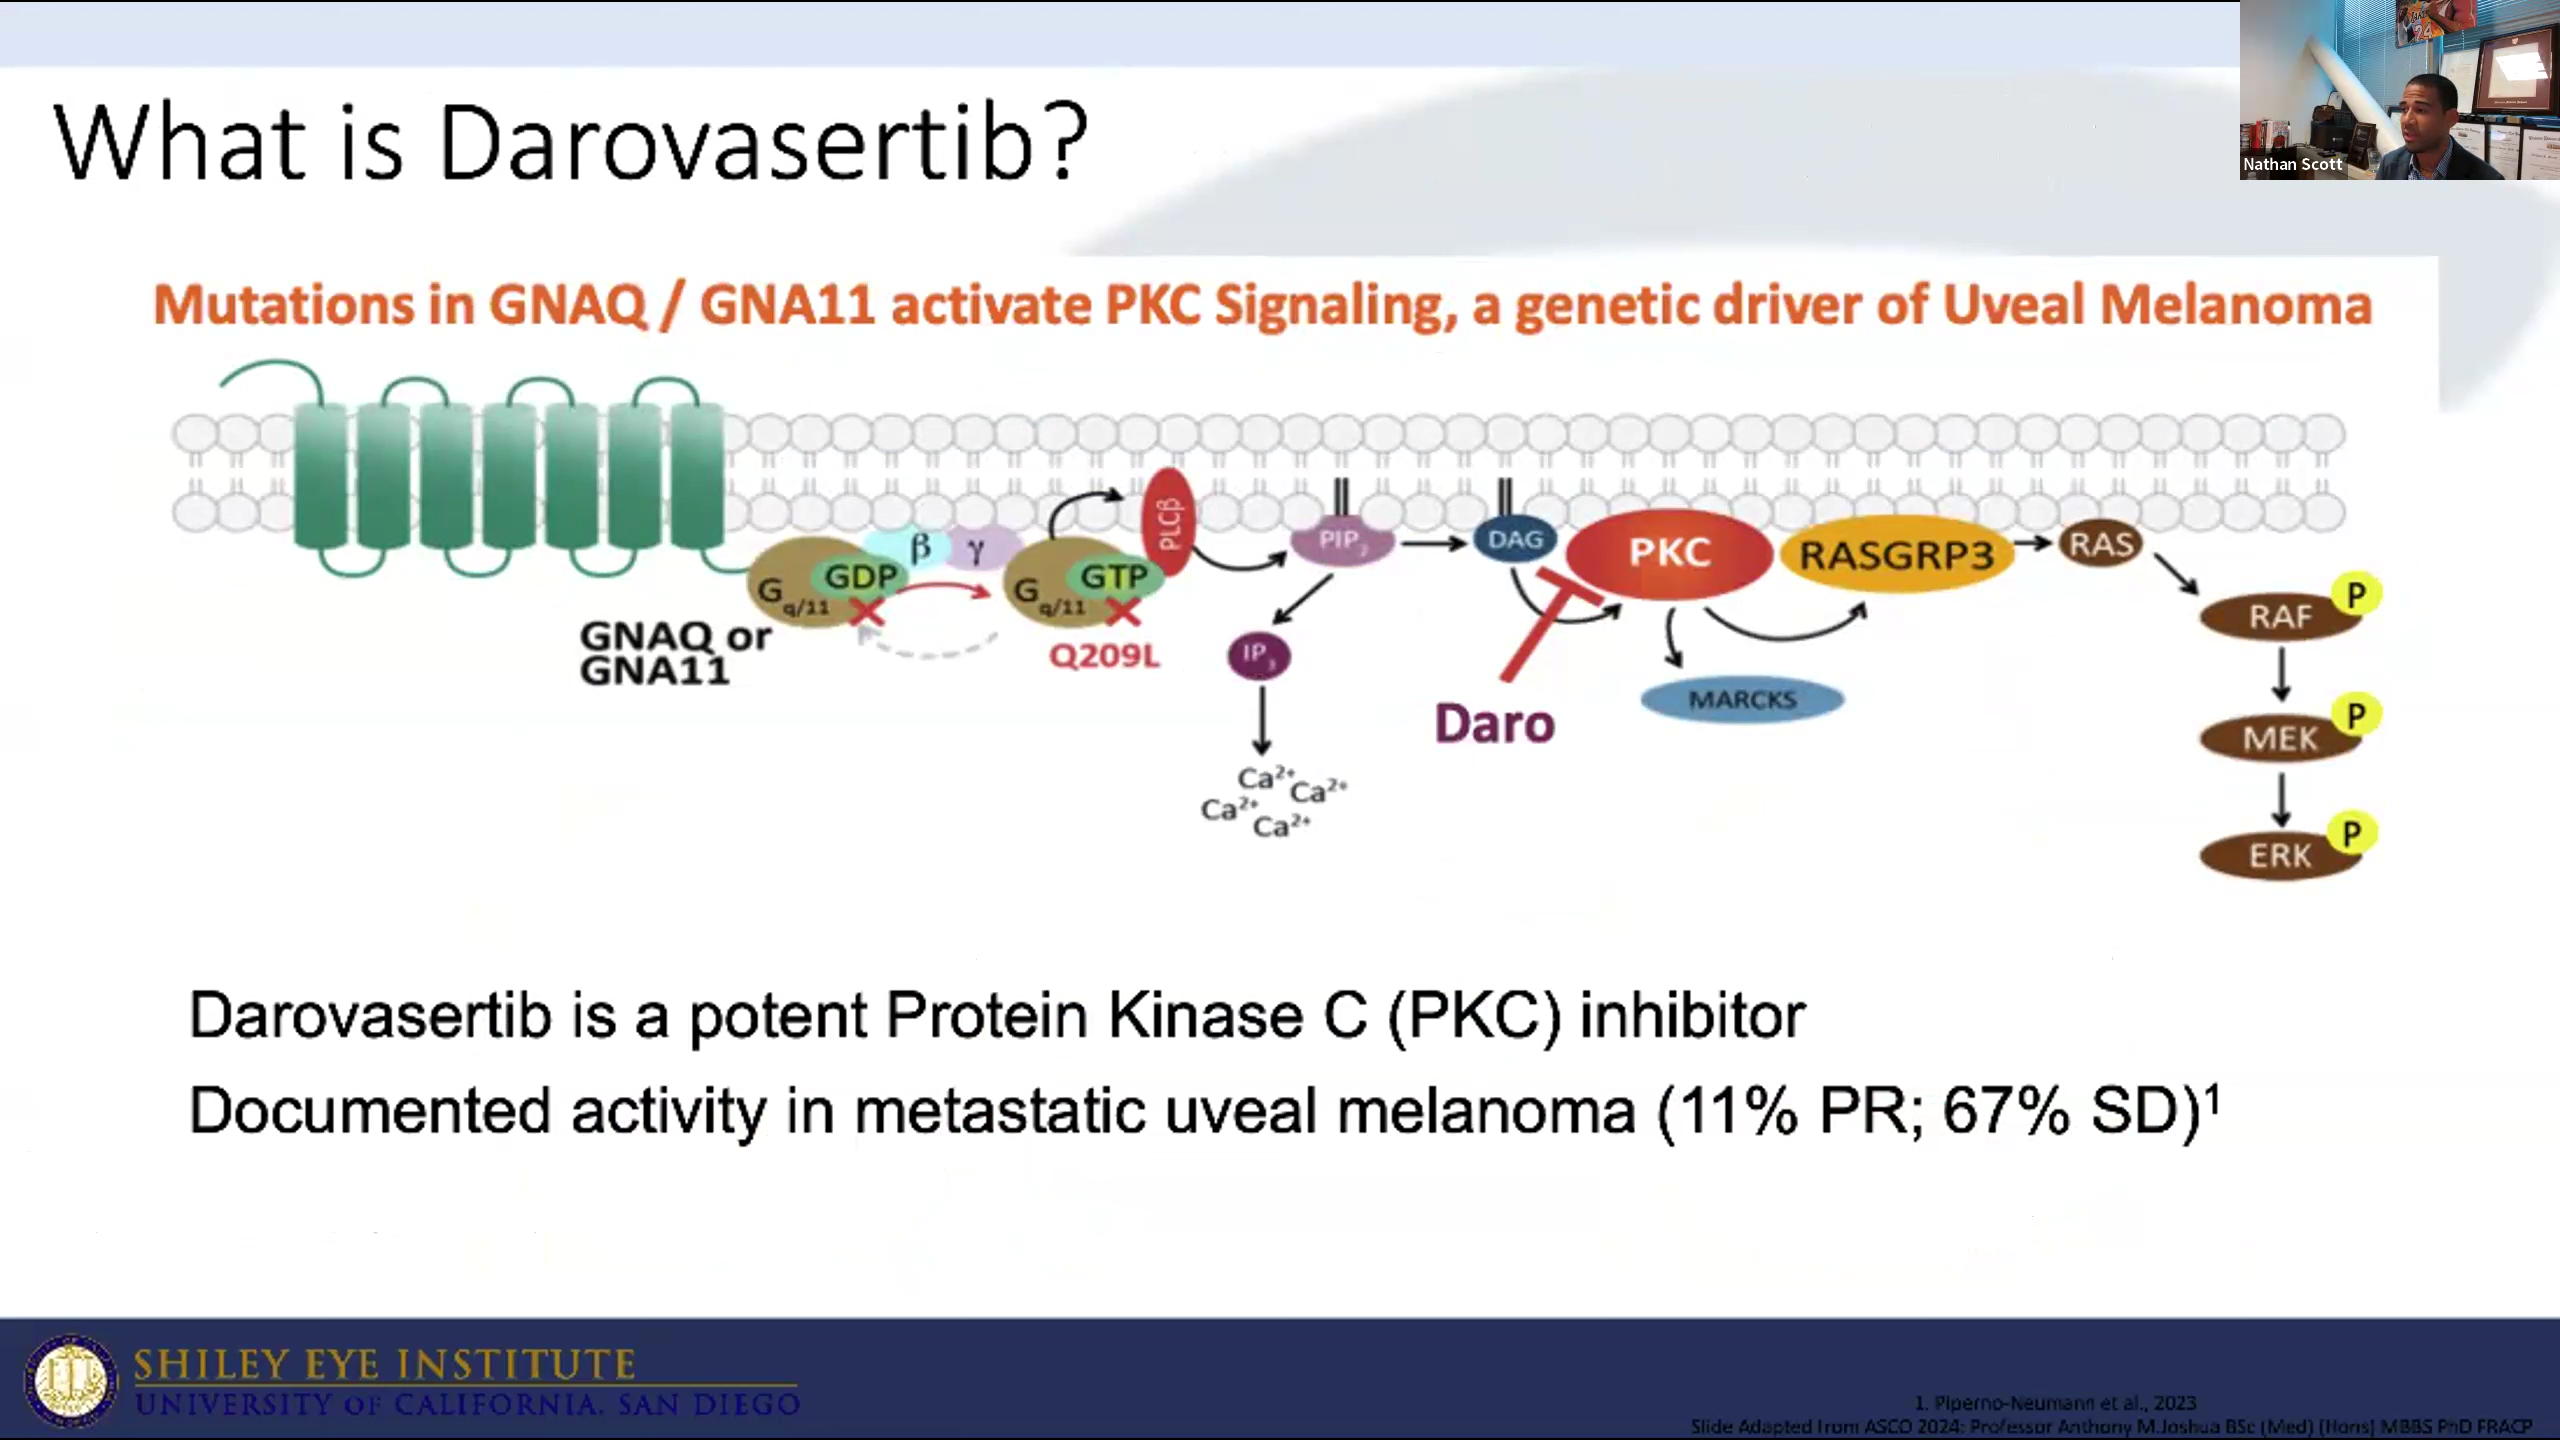 Nathan Scott
What is Darovasertib?
Mutations in GNAQ / GNA11 activate PKC Signaling, a genetic driver of Uveal Melanoma
PLCβ
β γ
GDP
G q/11
GTP
G q/11
Q209L
GNAQ or
GNA11
PIP2
DAG
PKC
RASGRP3
RAS
IP3
Ca2+
Ca2+
Ca2+
Ca2+
Daro
MARCKS
RAF P
MEK P
ERK P
Darovasertib is a potent Protein Kinase C (PKC) inhibitor
Documented activity in metastatic uveal melanoma (11% PR; 67% SD)1
SHILEY EYE INSTITUTE
UNIVERSITY OF CALIFORNIA, SAN DIEGO
1. Piperno-Neumann et al., 2023
Slide Adapted from ASCO 2024: Professor Anthony M.Joshua BSc (Med) (Hons) MBBS PhD FRACP